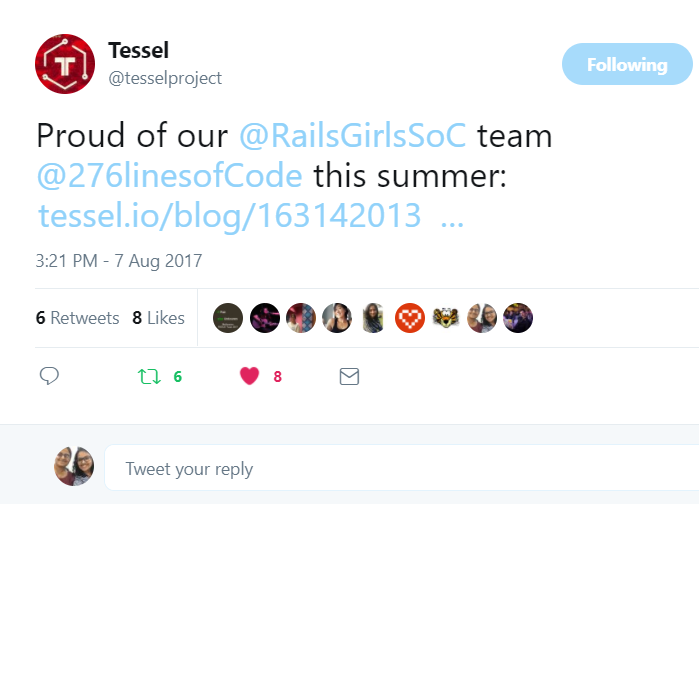 Tessel
@tesselproject
Following
Proud of our @RailsGirlsSoC team
@276linesofCode this summer:
tessel.io/blog/163142013 ...
3:21 PM - 7 Aug 2017
6 Retweets 8 Likes
6 8
Tweet your reply